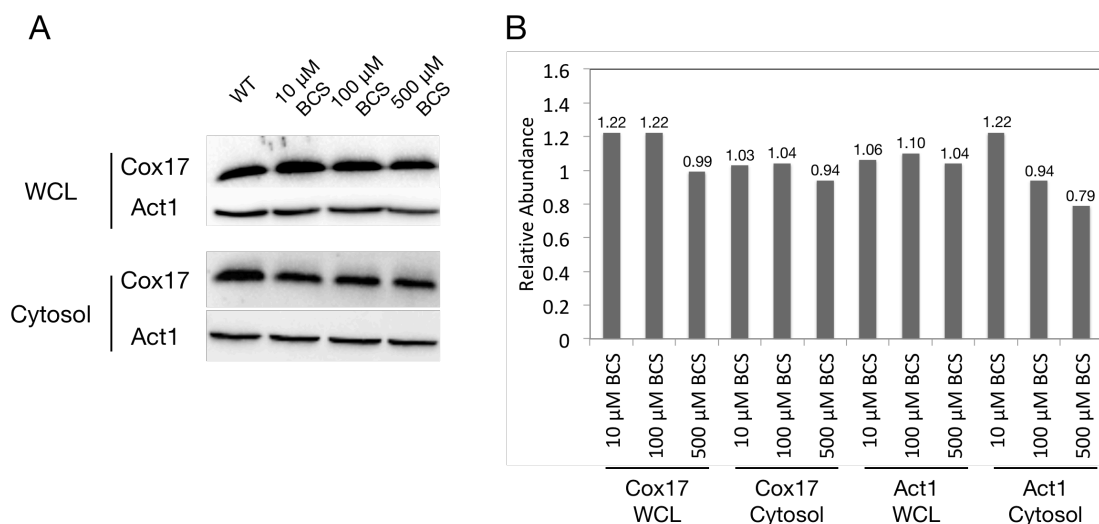 A
WT
10 μM
BCS
100 μM
BCS
500 μM
BCS
WCL
Cox17
Act1
Cytosol
Cox17
Act1
B
Relative Abundance
1.6
1.4
1.2
1
0.8
0.6
0.4
0.2
0
1.22
1.22
0.99
1.03
1.04
0.94
1.06
1.10
1.04
1.22
0.94
0.79
10 μM BCS
100 μM BCS
500 μM BCS
10 μM BCS
100 μM BCS
500 μM BCS
10 μM BCS
100 μM BCS
500 μM BCS
10 μM BCS
100 μM BCS
500 μM BCS
Cox17
WCL
Cox17
Cytosol
Act1
WCL
Act1
Cytosol